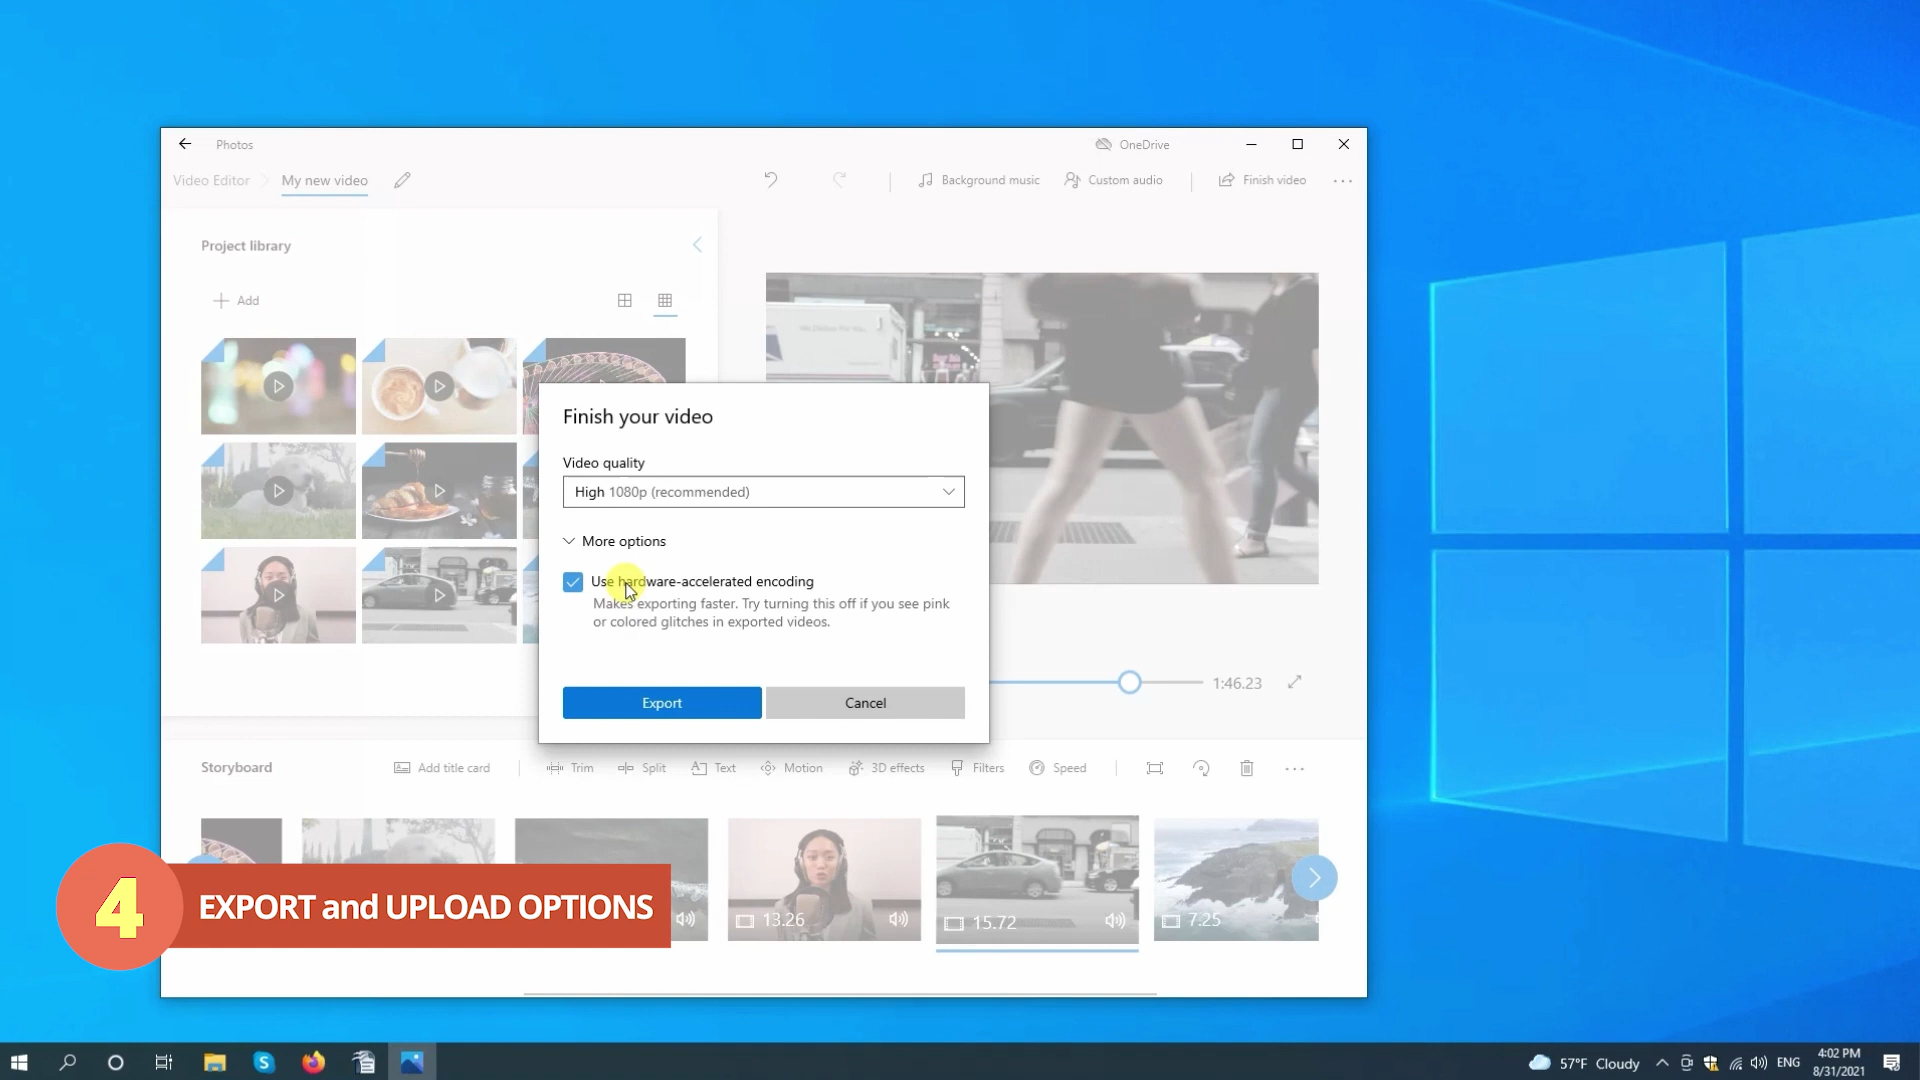 Photos
OneDrive
Video Editor
My new video
Background music
Custom audio
Finish video
Project library
Add
Finish your video
Video quality
High 1080p (recommended)
More options
Use hardware-accelerated encoding
Makes exporting faster. Try turning this off if you see pink
or colored glitches in exported videos.
Export
Cancel
1:46.23
Storyboard
Add title card
Trim
Split
Text
Motion
3D effects
Filters
Speed
13.26
15.72
7.25
4
EXPORT and UPLOAD OPTIONS
57°F Cloudy
ENG
4:02 PM
8/31/2021